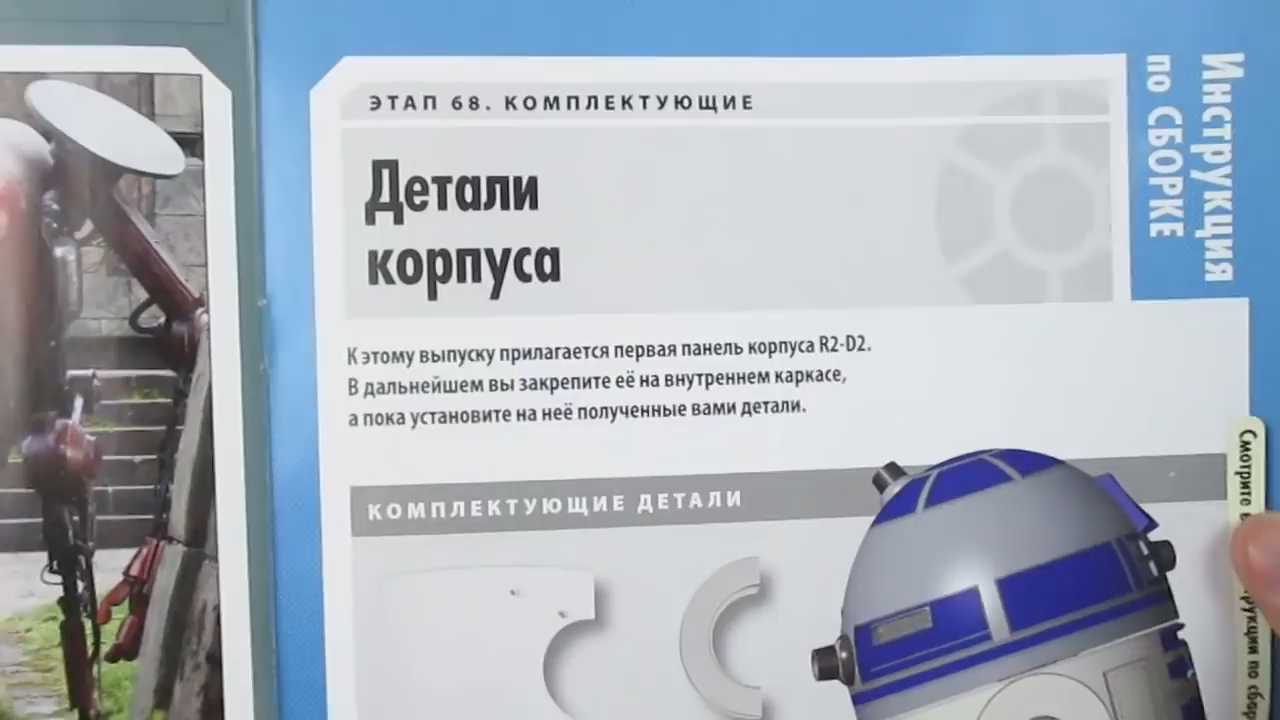 ЭТАП 68. КОМПЛЕКТУЮЩИЕ
Детали
корпуса
К этому выпуску прилагается первая панель корпуса R2-D2.
В дальнейшем вы закрепите её на внутреннем каркасе,
а пока установите на неё полученные вами детали.
КОМПЛЕКТУЮЩИЕ ДЕТАЛИ
Инструкция
по СБОРКЕ
Смотрите